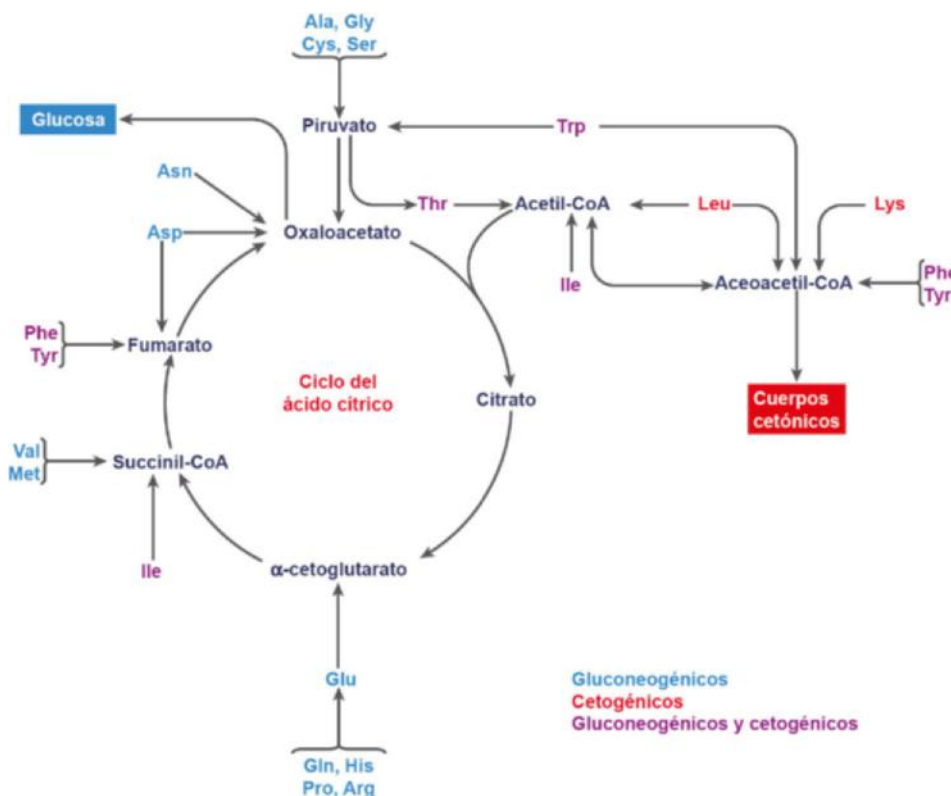 Ala, Gly
Cys, Ser
Glucosa
Piruvato
Trp
Asn
Thr
Acetil-CoA
Leu
Lys
Asp
Oxaloacetato
Ile
Aceoacetil-CoA
Phe
Tyr
Phe
Tyr
Fumarato
Ciclo del
ácido cítrico
Citrato
Cuerpos
cetónicos
Val
Met
Succinil-CoA
Ile
α-cetoglutarato
Glu
Gluconeogénicos
Cetogénicos
Gluconeogénicos y cetogénicos
Gln, His
Pro, Arg